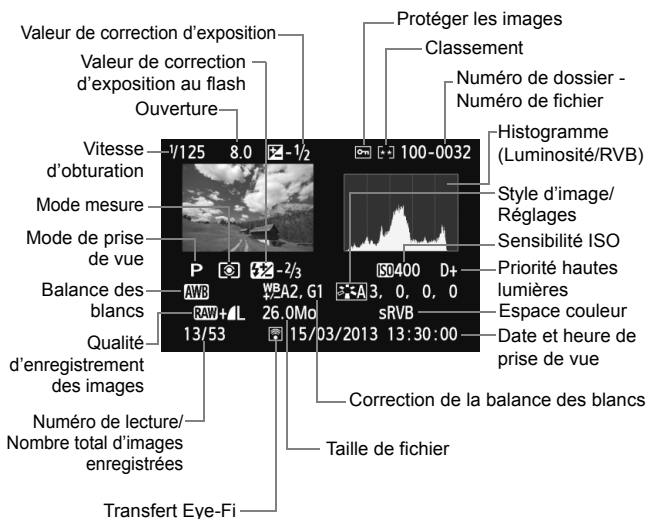 Valeur de correction d'exposition
Protéger les images
Classement
Valeur de correction
d'exposition au flash
Numéro de dossier -
Numéro de fichier
Ouverture
Histogramme
(Luminosité/RVB)
Vitesse
d'obturation
1/125 8.0 -1/2 100-0032
Style d'image/
Réglages
Mode mesure
Sensibilité ISO
Mode de prise
de vue
P -2/3 ISO400 D+
Priorité hautes
lumières
Balance des
blancs
AWB WB A2, G1 A 3, 0, 0, 0
RAW+L 26.0Mo sRVB
Espace couleur
Qualité
d'enregistrement
des images
13/53 15/03/2013 13:30:00
Date et heure de
prise de vue
Correction de la balance des blancs
Numéro de lecture/
Nombre total d'images
enregistrées
Taille de fichier
Transfert Eye-Fi